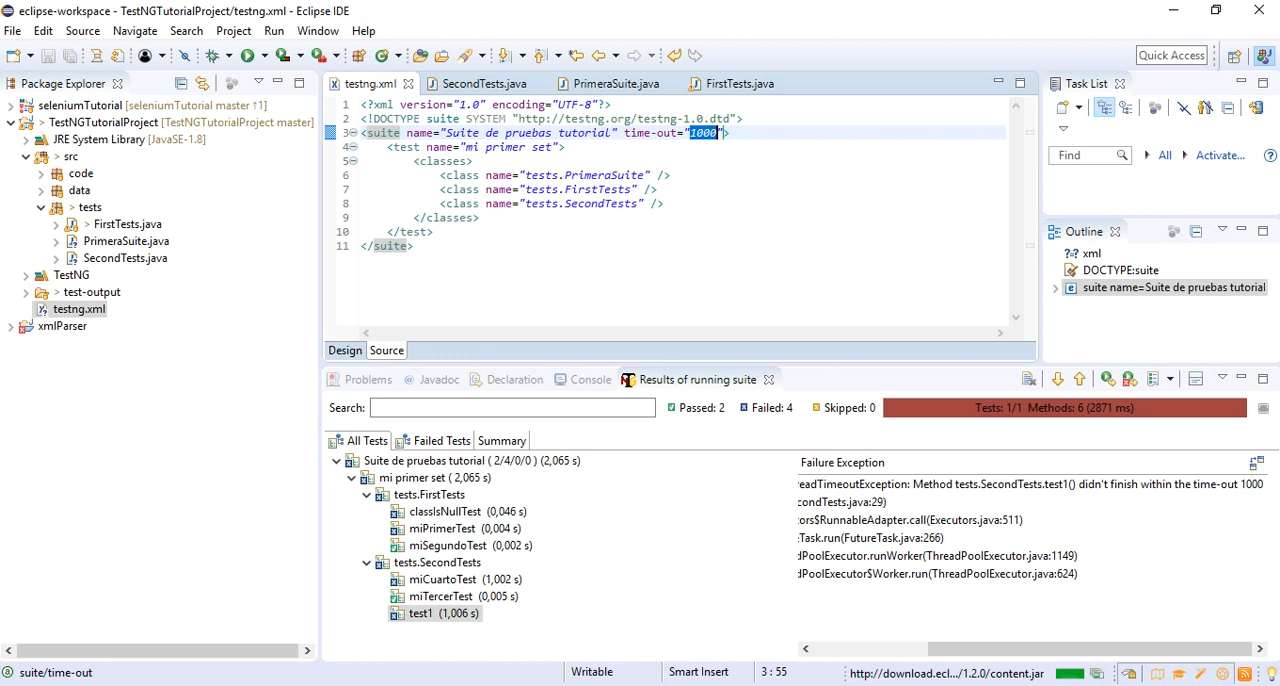 eclipse-workspace - TestNGTutorialProject/testng.xml - Eclipse IDE
File Edit Source Navigate Search Project Run Window Help
Quick Access
Package Explorer
seleniumTutorial [seleniumTutorial master ↑1]
> TestNGTutorialProject [TestNGTutorialProject master]
JRE System Library [JavaSE-1.8]
> src
code
data
> tests
> FirstTests.java
PrimeraSuite.java
SecondTests.java
TestNG
> test-output
testng.xml
xmlParser
testng.xml SecondTests.java PrimeraSuite.java FirstTests.java
1 <?xml version="1.0" encoding="UTF-8"?>
2 <!DOCTYPE suite SYSTEM "http://testng.org/testng-1.0.dtd">
3 <suite name="Suite de pruebas tutorial" time-out="1000">
4 <test name="mi primer set">
5 <classes>
6 <class name="tests.PrimeraSuite" />
7 <class name="tests.FirstTests" />
8 <class name="tests.SecondTests" />
9 </classes>
10 </test>
11 </suite>
Design Source
Task List
Find All Activate...
Outline
xml
DOCTYPE:suite
suite name=Suite de pruebas tutorial
Problems @ Javadoc Declaration Console Results of running suite
Search: Passed: 2 Failed: 4 Skipped: 0 Tests: 1/1 Methods: 6 (2871 ms)
All Tests Failed Tests Summary
Suite de pruebas tutorial ( 2/4/0/0 ) (2,065 s)
mi primer set ( 2,065 s)
tests.FirstTests
classIsNullTest (0,046 s)
miPrimerTest (0,004 s)
miSegundoTest (0,002 s)
tests.SecondTests
miCuartoTest (1,002 s)
miTercerTest (0,005 s)
test1 (1,006 s)
Failure Exception
readTimeoutException: Method tests.SecondTests.test1() didn't finish within the time-out 1000
condTests.java:29)
tors$RunnableAdapter.call(Executors.java:511)
eTask.run(FutureTask.java:266)
dPoolExecutor.runWorker(ThreadPoolExecutor.java:1149)
dPoolExecutor$Worker.run(ThreadPoolExecutor.java:624)
suite/time-out Writable Smart Insert 3 : 55 http://download.ecl.../1.2.0/content.jar